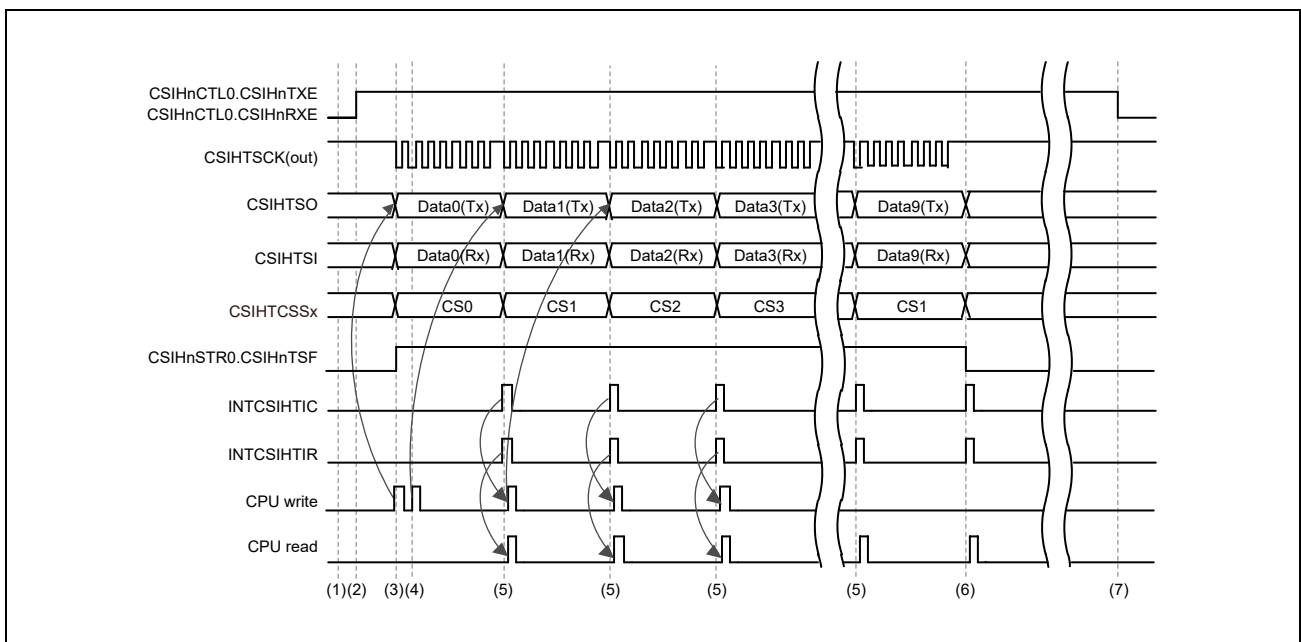 CSIHnCTL0.CSIHnTXE
CSIHnCTL0.CSIHnRXE
CSIHTSCK(out)
CSIHTSO Data0(Tx) Data1(Tx) Data2(Tx) Data3(Tx) Data9(Tx)
CSIHTSI Data0(Rx) Data1(Rx) Data2(Rx) Data3(Rx) Data9(Rx)
CSIHTCSSx CS0 CS1 CS2 CS3 CS1
CSIHnSTR0.CSIHnTSF
INTCSIHTIC
INTCSIHTIR
CPU write
CPU read
(1)(2) (3)(4) (5) (5) (5) (5) (6) (7)